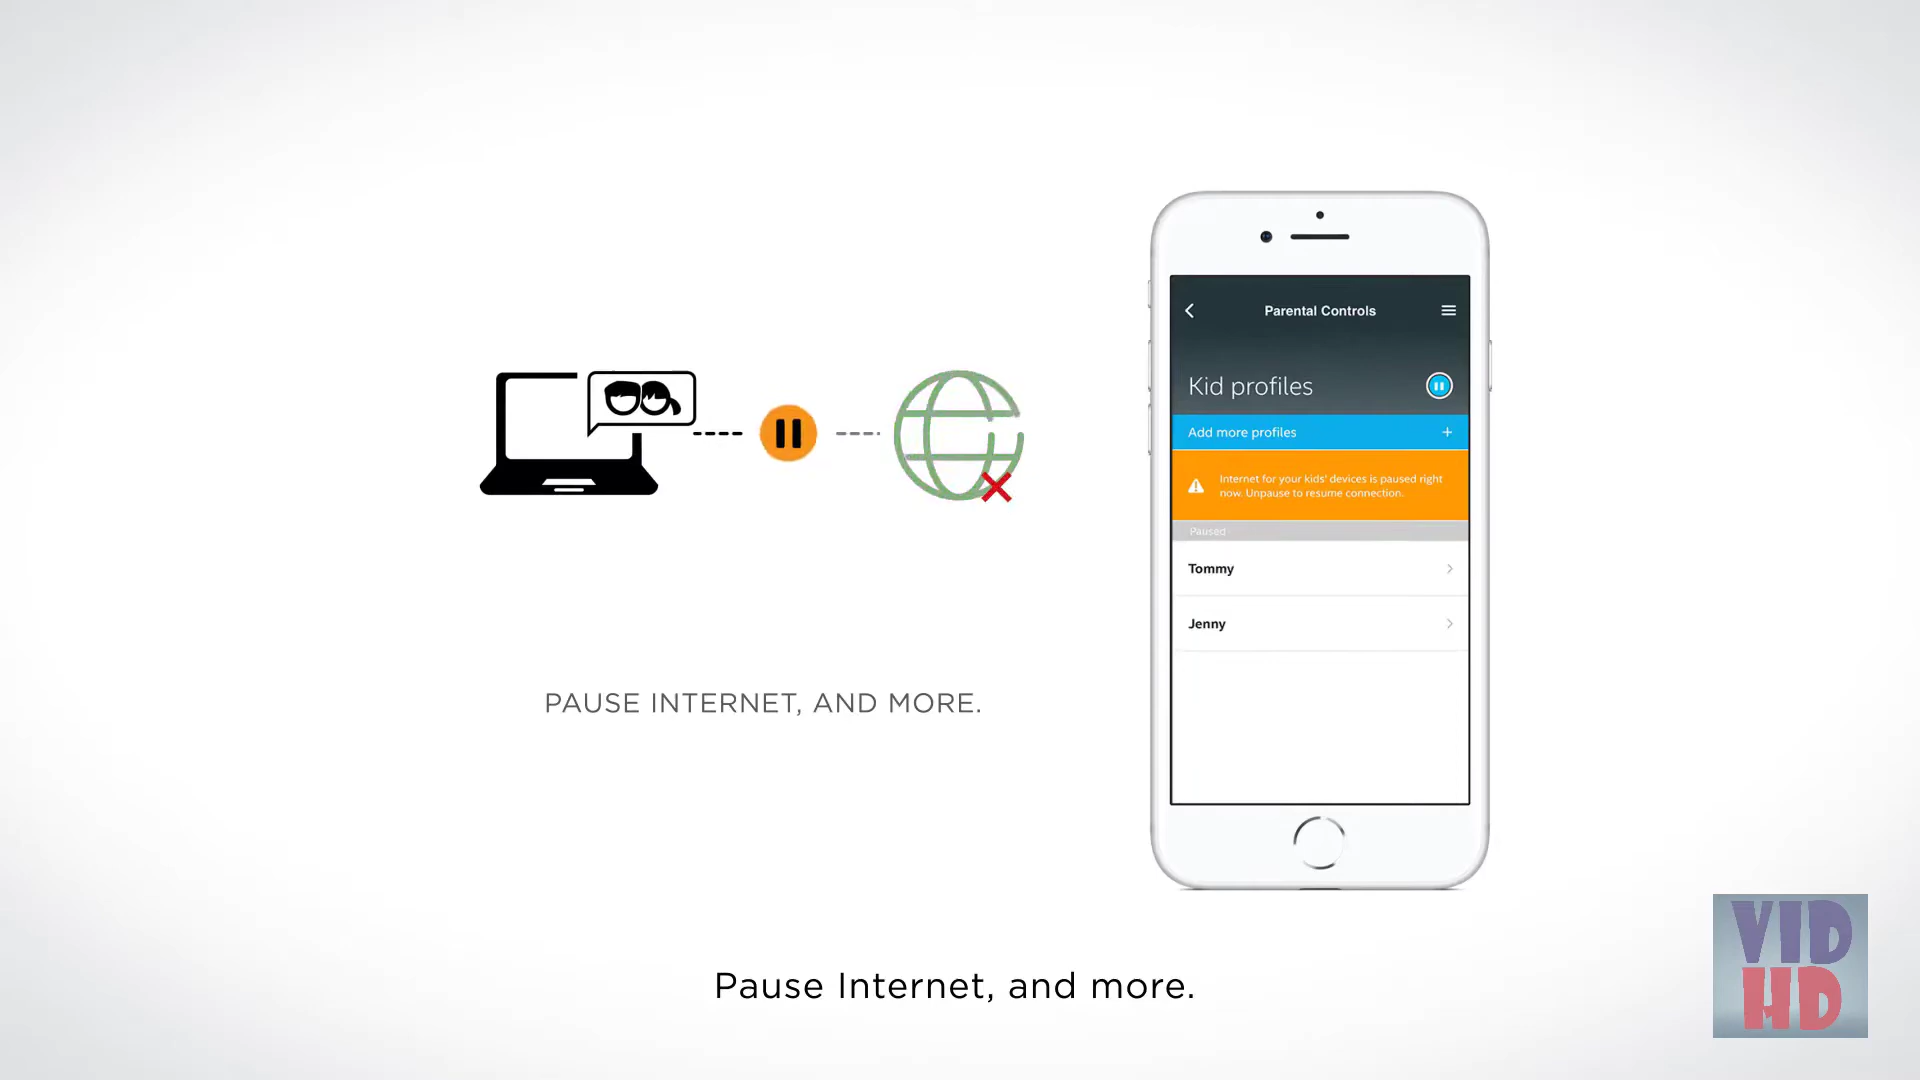 Parental Controls
Kid profiles
Add more profiles
Internet for your kids' devices is paused right
now. Unpause to resume connection.
Paused
Tommy
Jenny
PAUSE INTERNET, AND MORE.
Pause Internet, and more.
VID
HD